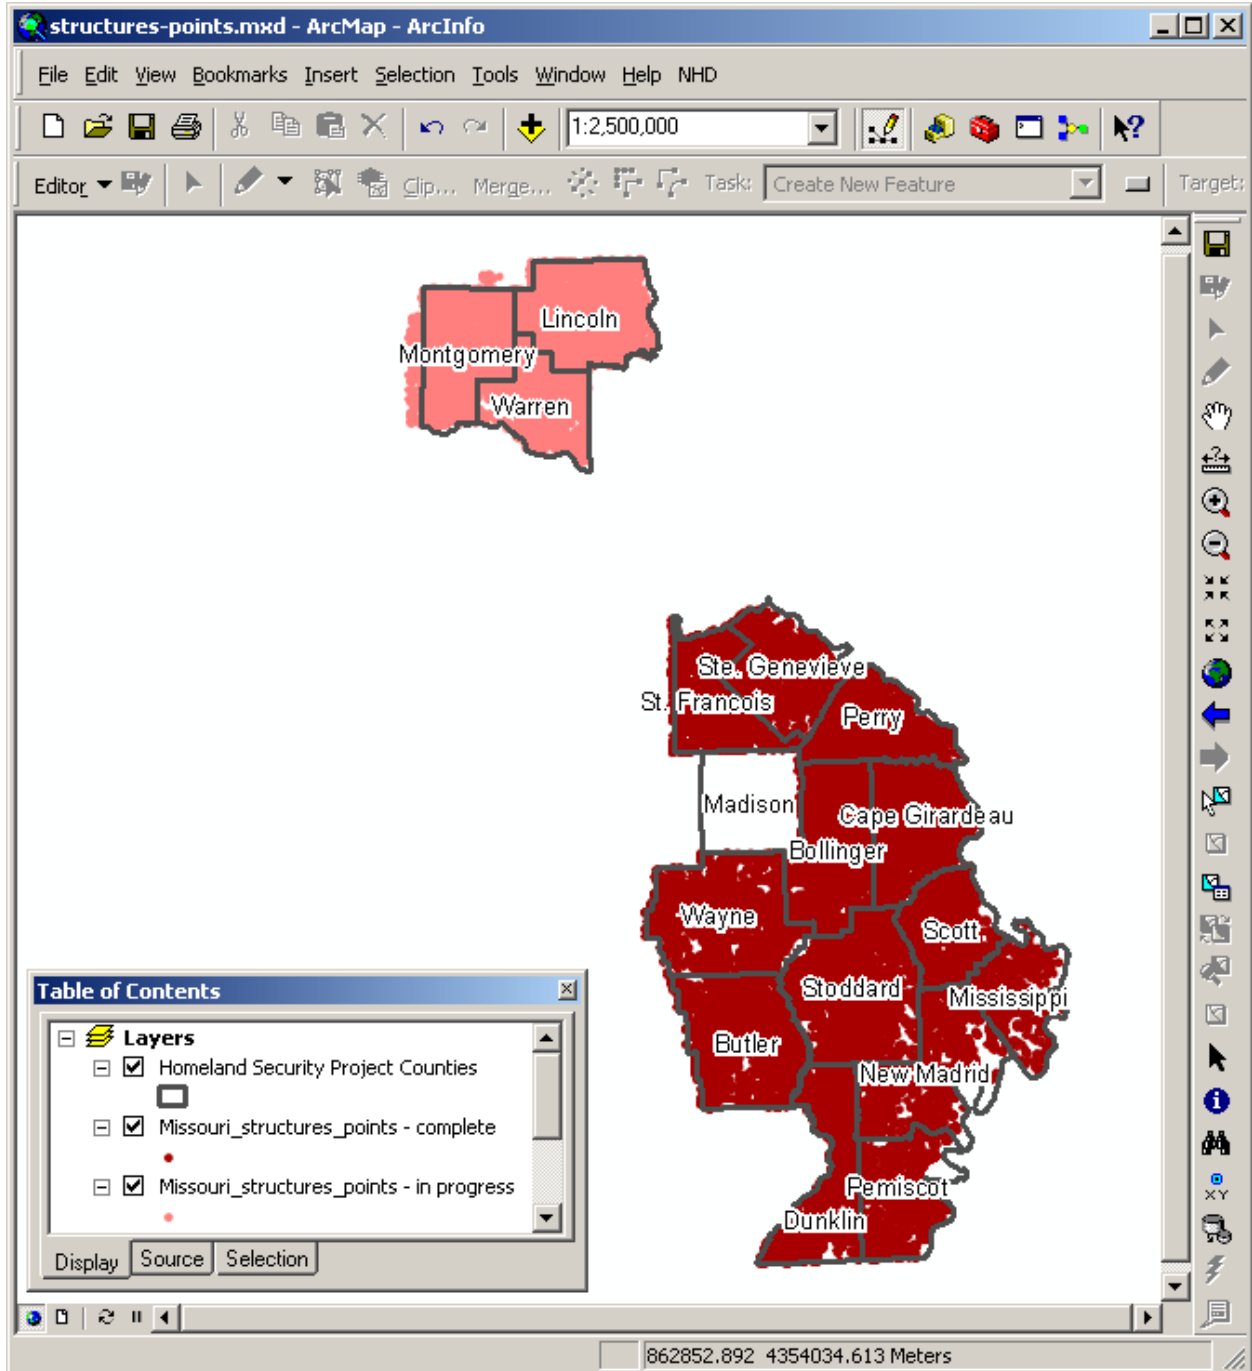 structures-points.mxd - ArcMap - ArcInfo
File Edit View Bookmarks Insert Selection Tools Window Help NHD
1:2,500,000
Editor Clip... Merge... Task: Create New Feature Target:
Lincoln
Montgomery
Warren
Ste. Genevieve
St. Francois
Perry
Madison
Cape Girardeau
Bollinger
Wayne
Scott
Stoddard
Mississippi
Butler
New Madrid
Pemiscot
Dunklin
Table of Contents
Layers
Homeland Security Project Counties
Missouri_structures_points - complete
Missouri_structures_points - in progress
Display Source Selection
XY
862852.892 4354034.613 Meters